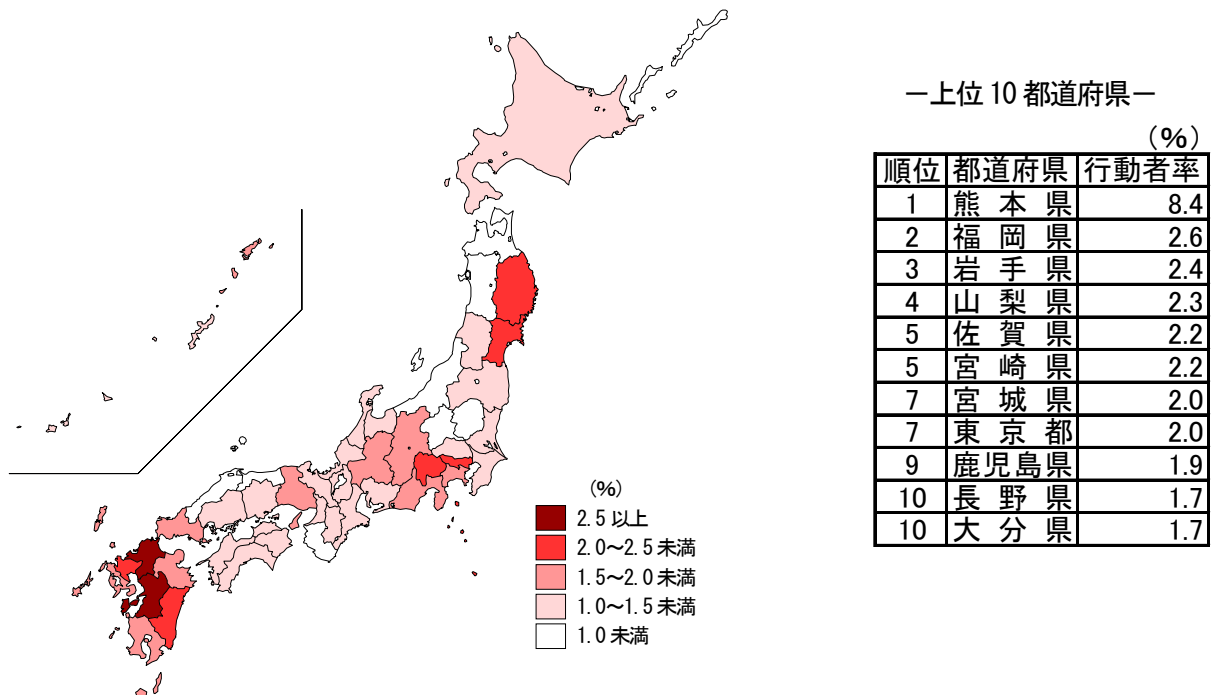 －上位 10 都道府県－
(％)
順位 都道府県 行動者率
1 熊本県 8.4
2 福岡県 2.6
3 岩手県 2.4
4 山梨県 2.3
5 佐賀県 2.2
5 宮崎県 2.2
7 宮城県 2.0
7 東京都 2.0
9 鹿児島県 1.9
10 長野県 1.7
10 大分県 1.7
(%)
2.5 以上
2.0～2.5 未満
1.5～2.0 未満
1.0～1.5 未満
1.0 未満